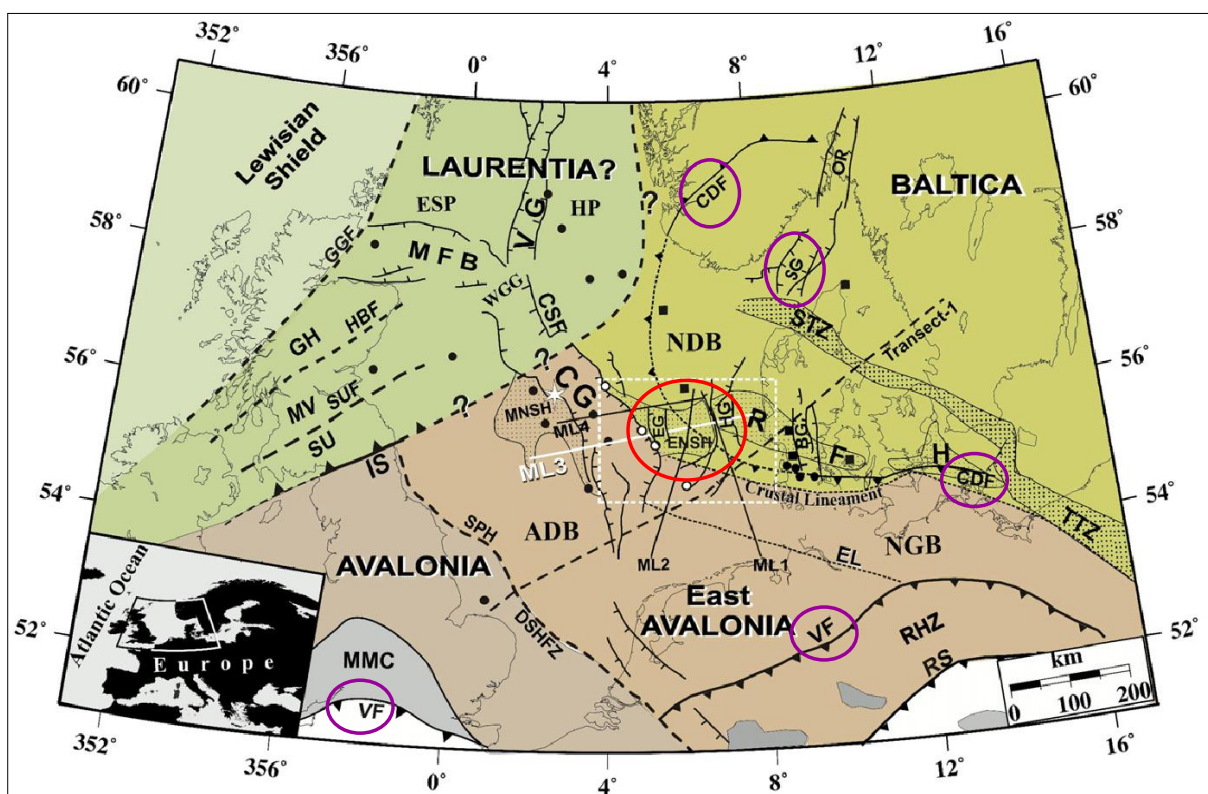 352°
356°
0°
4°
8°
12°
16°
60°
60°
Lewisian
Shield
LAURENTIA?
ESP
HP
V G
?
CDF
OR
BALTICA
58°
58°
GGF
M F B
WGG
CSF
SG
STZ
Transect-1
GH
HBF
NDB
56°
56°
?
MV
SUF
SU
?
CG
MNSH
ML4
ML3
EG
ENSH
HG
R
BG
F
H
CDF
IS
Crustal Lineament
54°
54°
TTZ
SPH
ADB
NGB
EL
ML2
ML1
AVALONIA
East
AVALONIA
VF
RHZ
RS
DSHFZ
52°
52°
Atlantic Ocean
Europe
MMC
VF
km
0 100 200
352°
356°
0°
4°
8°
12°
16°